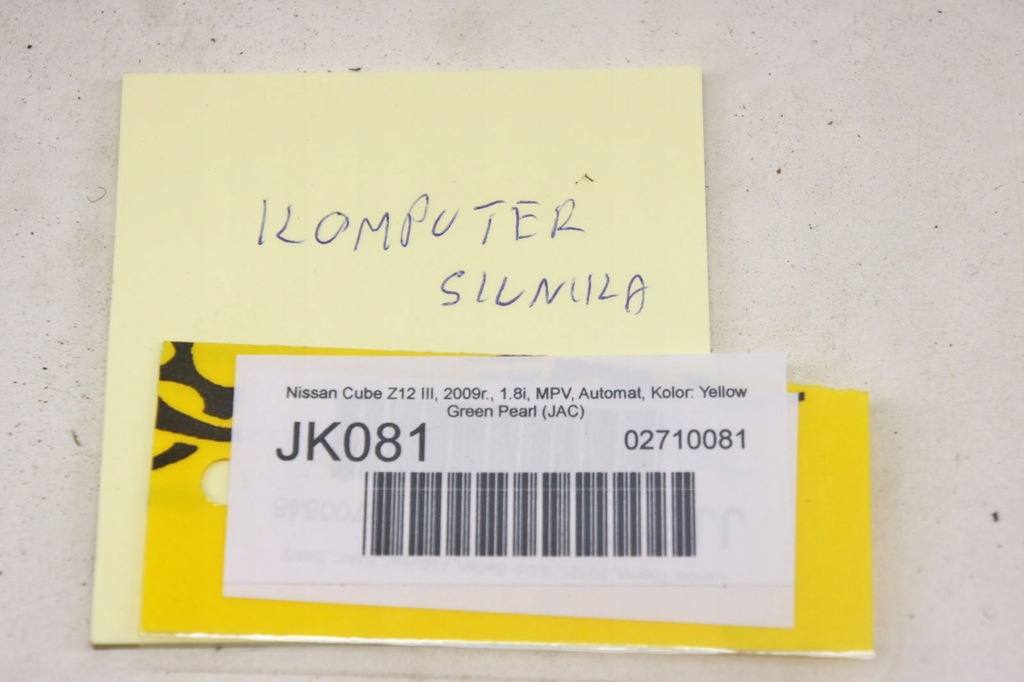 KOMPUTER
SILNIKA
Nissan Cube Z12 III, 2009r., 1.8i, MPV, Automat, Kolor: Yellow
Green Pearl (JAC)
JK081 02710081